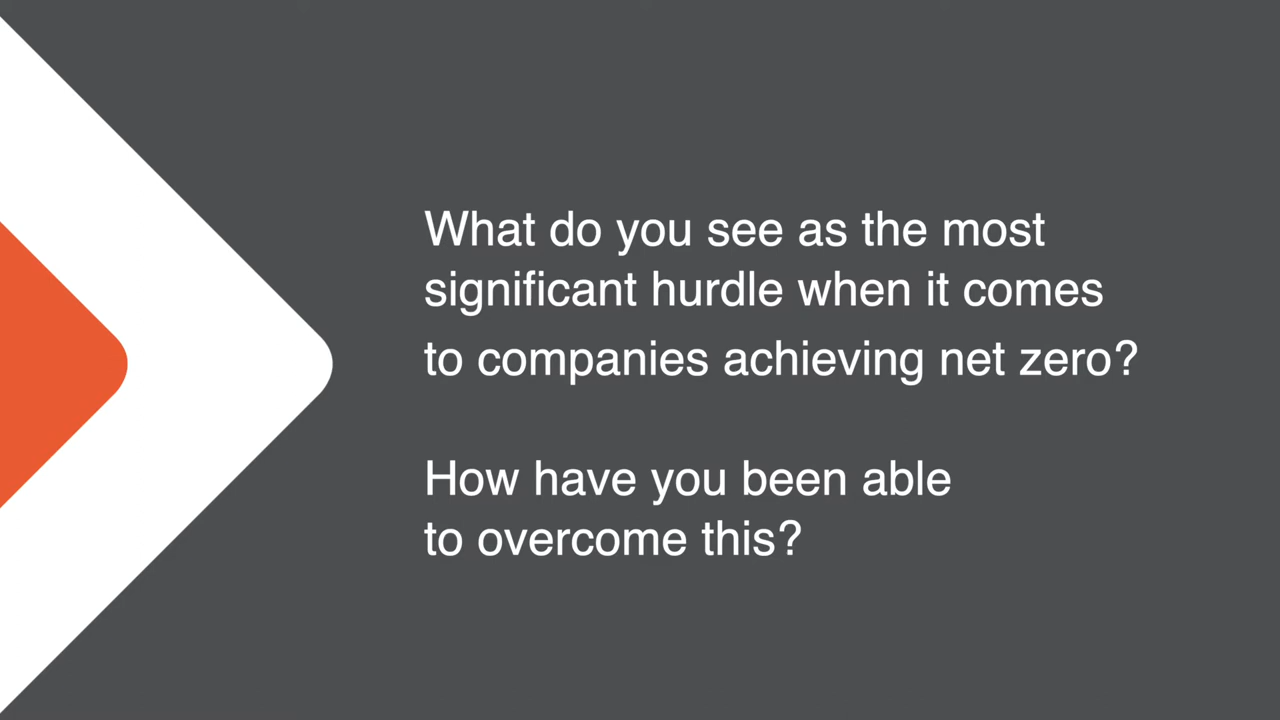 What do you see as the most
significant hurdle when it comes
to companies achieving net zero?
How have you been able
to overcome this?